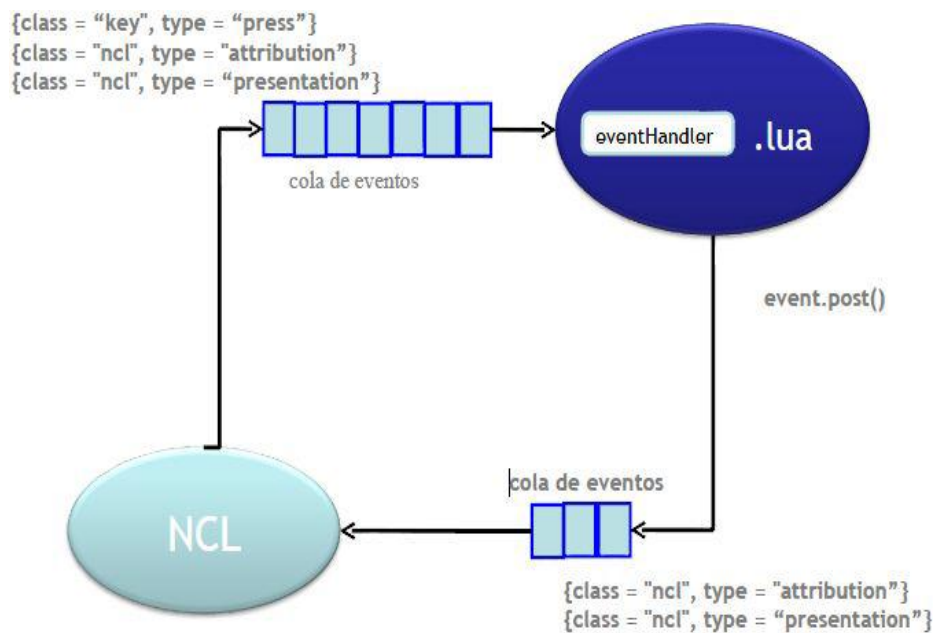 {class = “key", type = “press”}
{class = "ncl", type = "attribution”}
{class = "ncl", type = “presentation”}
cola de eventos
eventHandler .lua
event.post()
cola de eventos
NCL
{class = "ncl", type = "attribution”}
{class = "ncl", type = “presentation”}